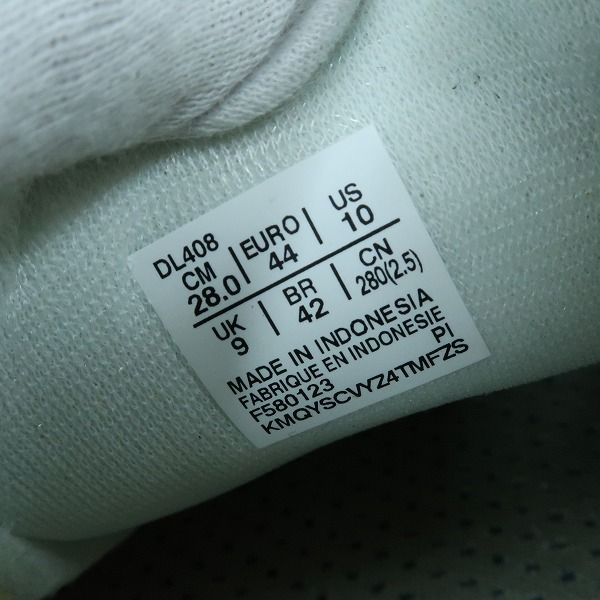 DL408
CM | EURO | US
28.0 | 44 | 10
UK | BR | CN
9 | 42 | 280(2.5)
MADE IN INDONESIA
FABRIQUE EN INDONESIE
F580123 PI
KMQYSCVYZ4TMFZS